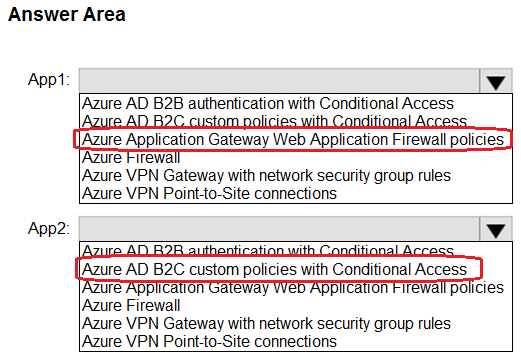 Answer Area
App1:
Azure AD B2B authentication with Conditional Access
Azure AD B2C custom policies with Conditional Access
Azure Application Gateway Web Application Firewall policies
Azure Firewall
Azure VPN Gateway with network security group rules
Azure VPN Point-to-Site connections
App2:
Azure AD B2B authentication with Conditional Access
Azure AD B2C custom policies with Conditional Access
Azure Application Gateway Web Application Firewall policies
Azure Firewall
Azure VPN Gateway with network security group rules
Azure VPN Point-to-Site connections